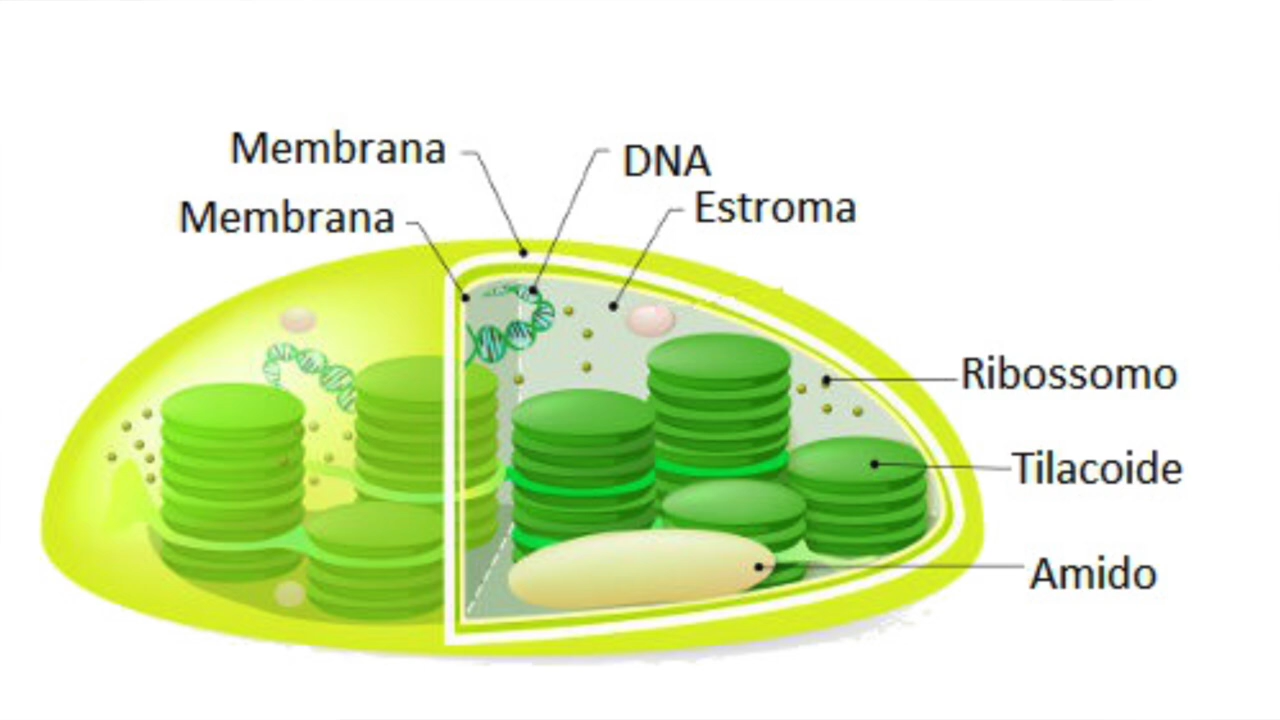 Membrana
DNA
Membrana
Estroma
Ribossomo
Tilacoide
Amido